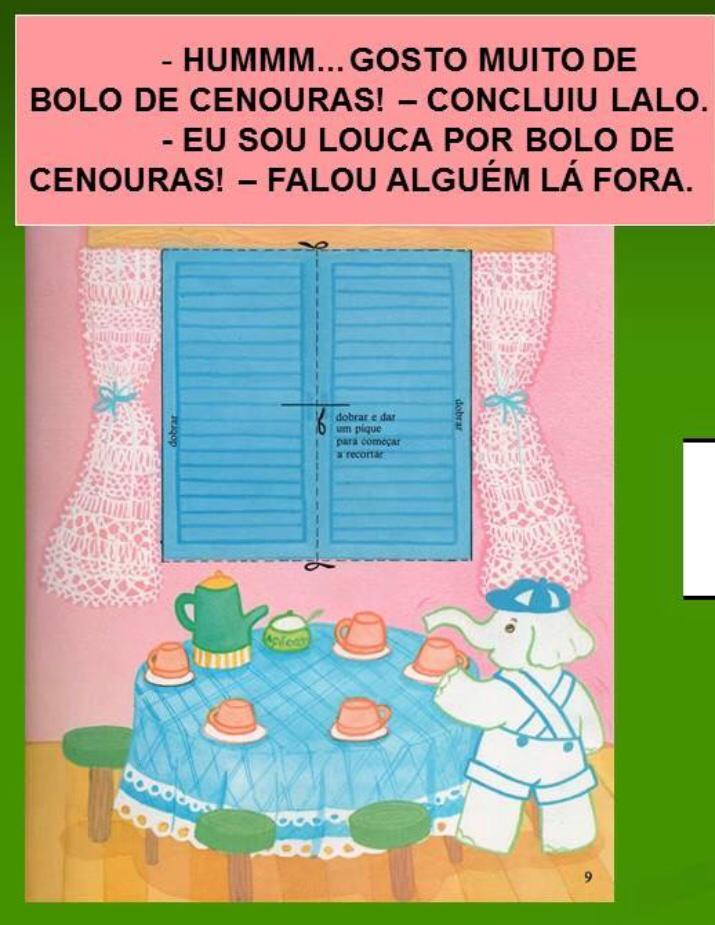 - HUMMM... GOSTO MUITO DE
BOLO DE CENOURAS! – CONCLUIU LALO.
- EU SOU LOUCA POR BOLO DE
CENOURAS! – FALOU ALGUÉM LÁ FORA.
dobrar
dobrar e dar
um pique
para começar
a recortar
dobrar
Açúcar
9